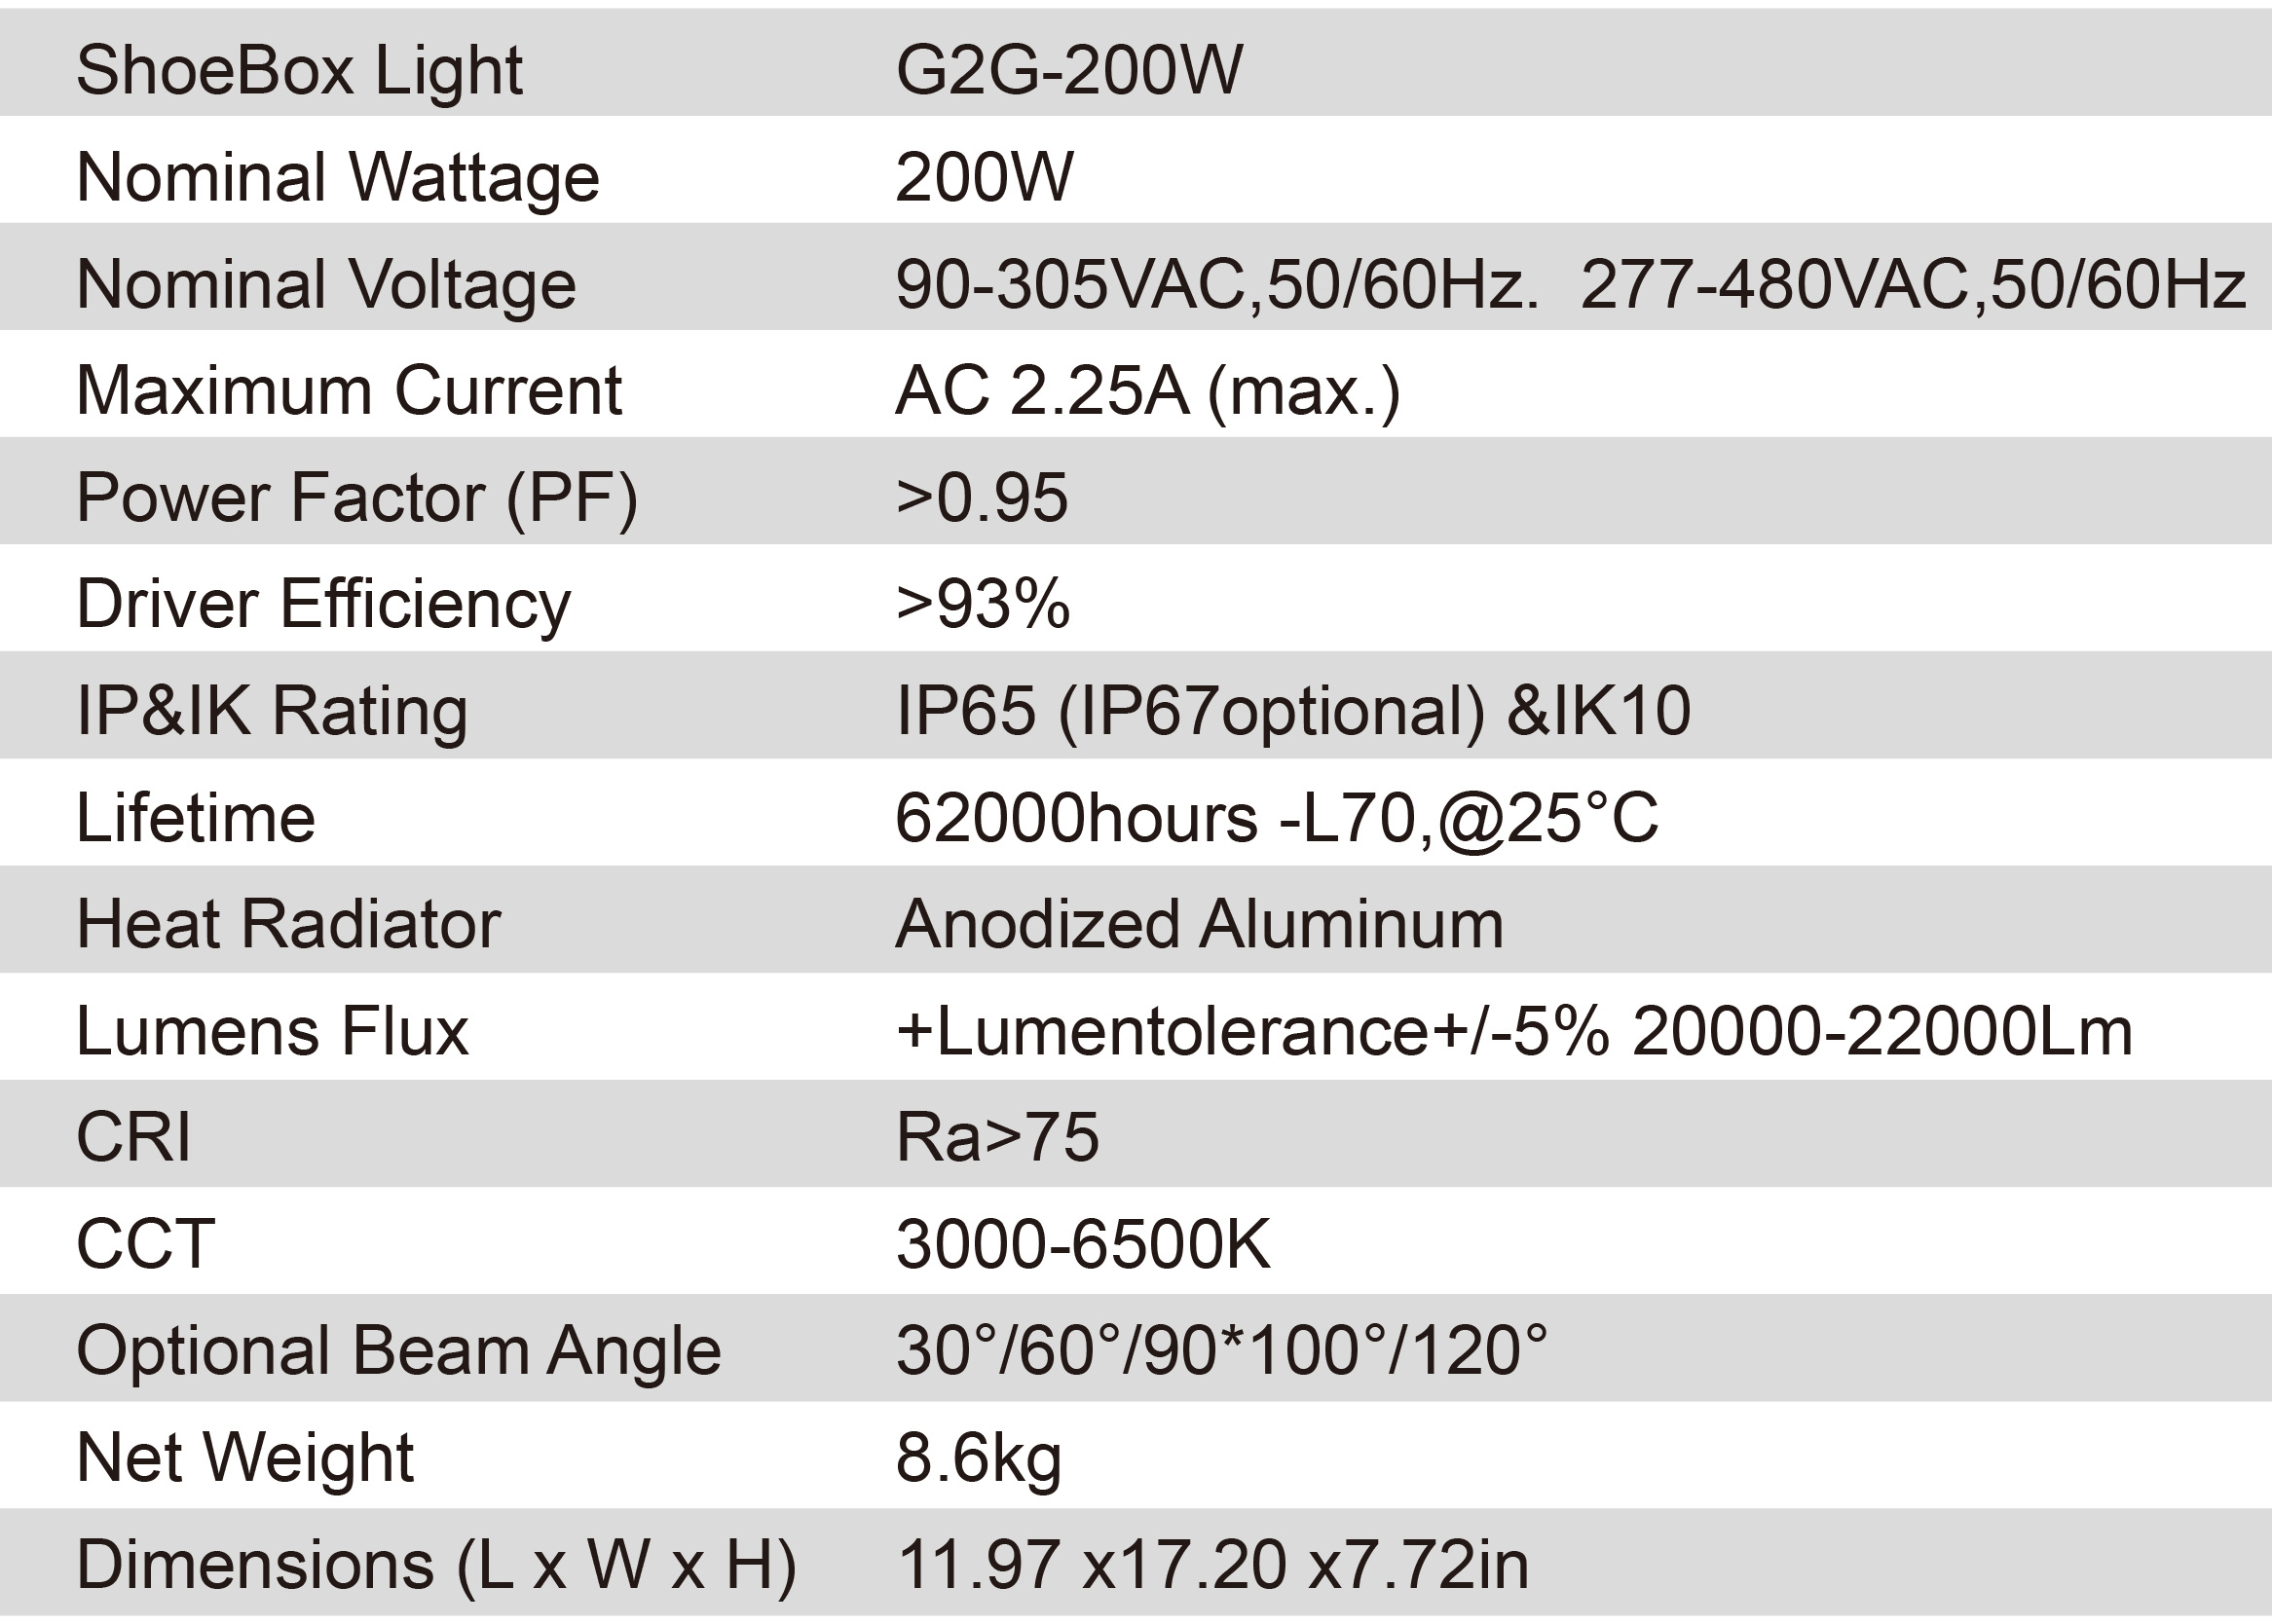 ShoeBox Light G2G-200W
Nominal Wattage 200W
Nominal Voltage 90-305VAC,50/60Hz. 277-480VAC,50/60Hz
Maximum Current AC 2.25A (max.)
Power Factor (PF) >0.95
Driver Efficiency >93%
IP&IK Rating IP65 (IP67optional) &IK10
Lifetime 62000hours -L70,@25°C
Heat Radiator Anodized Aluminum
Lumens Flux +Lumentolerance+/-5% 20000-22000Lm
CRI Ra>75
CCT 3000-6500K
Optional Beam Angle 30°/60°/90*100°/120°
Net Weight 8.6kg
Dimensions (L x W x H) 11.97 x17.20 x7.72in